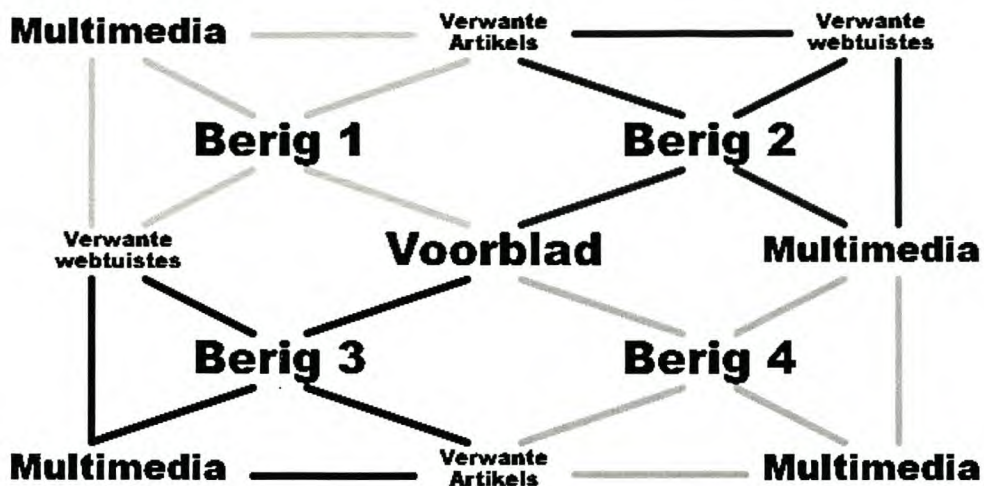 Multimedia
Verwante
Artikels
Verwante
webtuistes
Berig 1
Berig 2
Verwante
webtuistes
Voorblad
Multimedia
Berig 3
Berig 4
Multimedia
Verwante
Artikels
Multimedia